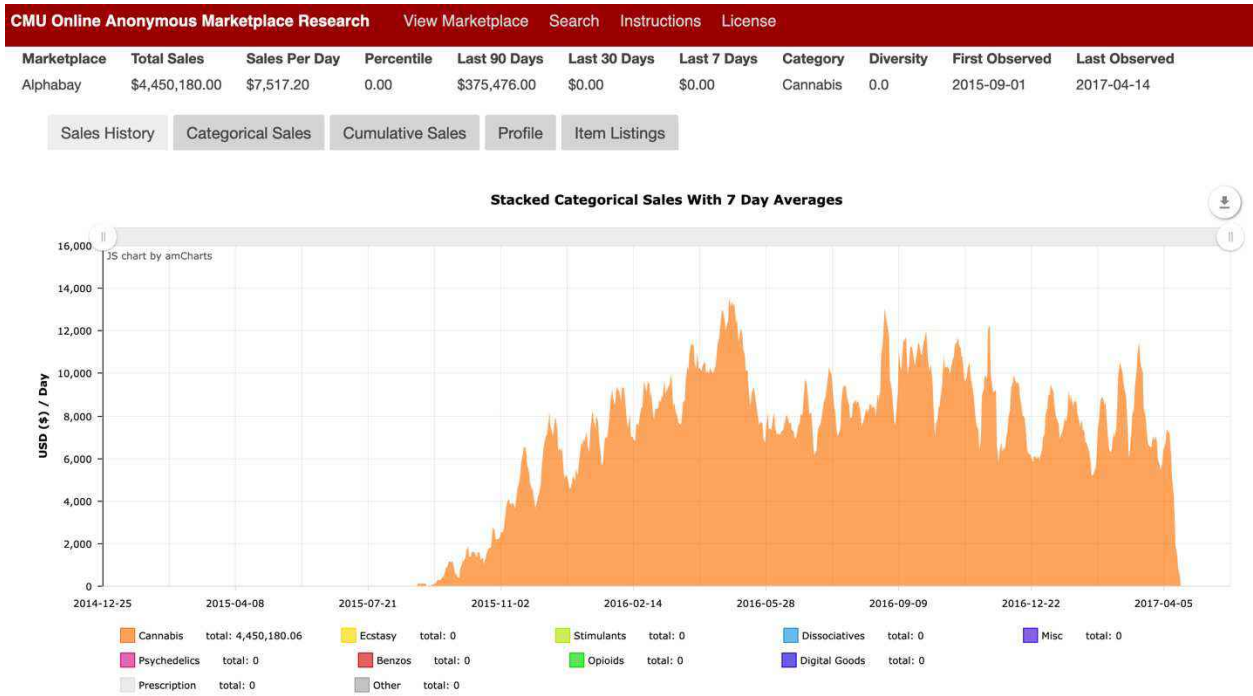 CMU Online Anonymous Marketplace Research View Marketplace Search Instructions License
Marketplace Total Sales Sales Per Day Percentile Last 90 Days Last 30 Days Last 7 Days Category Diversity First Observed Last Observed
Alphabay $4,450,180.00 $7,517.20 0.00 $375,476.00 $0.00 $0.00 Cannabis 0.0 2015-09-01 2017-04-14
Sales History Categorical Sales Cumulative Sales Profile Item Listings
Stacked Categorical Sales With 7 Day Averages
16,000
JS chart by amCharts
14,000
12,000
10,000
8,000
6,000
4,000
2,000
0
USD ($) / Day
2014-12-25 2015-04-08 2015-07-21 2015-11-02 2016-02-14 2016-05-28 2016-09-09 2016-12-22 2017-04-05
Cannabis total: 4,450,180.06 Ecstasy total: 0 Stimulants total: 0 Dissociatives total: 0 Misc total: 0
Psychedelics total: 0 Benzos total: 0 Opioids total: 0 Digital Goods total: 0
Prescription total: 0 Other total: 0